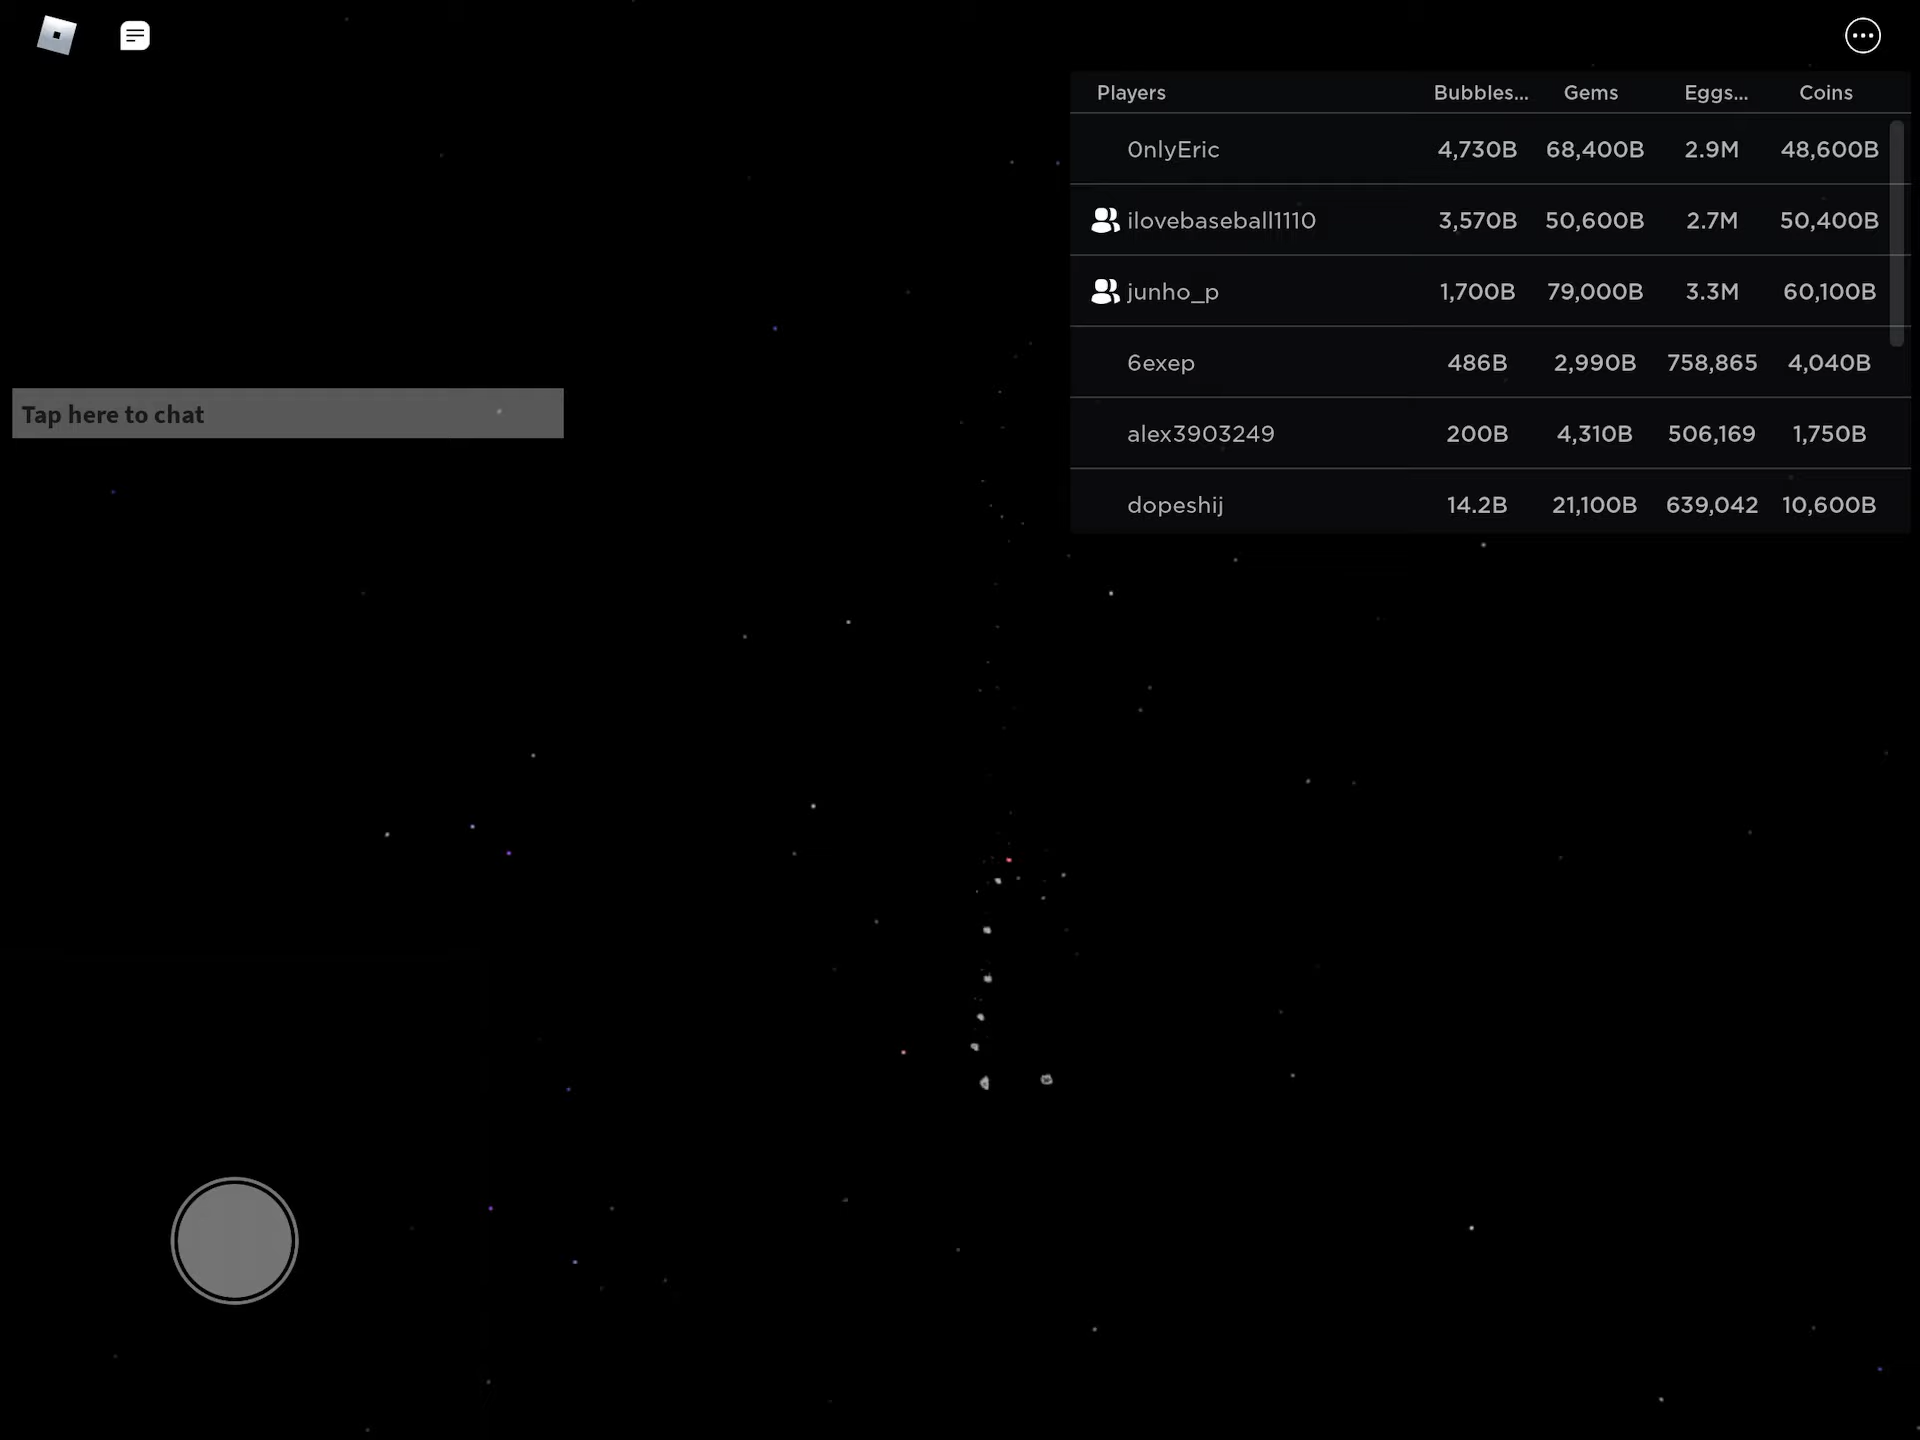 Players Bubbles... Gems Eggs... Coins
0nlyEric 4,730B 68,400B 2.9M 48,600B
ilovebaseball1110 3,570B 50,600B 2.7M 50,400B
junho_p 1,700B 79,000B 3.3M 60,100B
6exep 486B 2,990B 758,865 4,040B
alex3903249 200B 4,310B 506,169 1,750B
dopeshij 14.2B 21,100B 639,042 10,600B
Tap here to chat